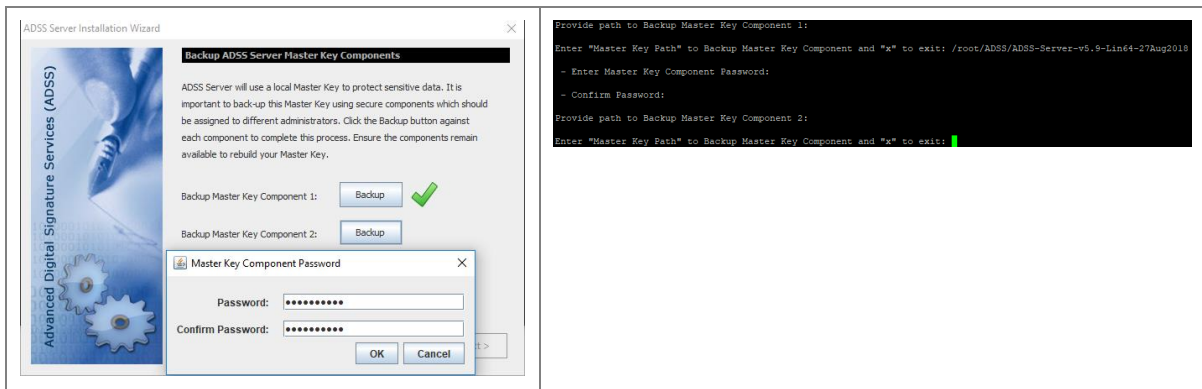 ADSS Server Installation Wizard
Advanced Digital Signature Services (ADSS)
Backup ADSS Server Master Key Components
ADSS Server will use a local Master Key to protect sensitive data. It is
important to back-up this Master Key using secure components which should
be assigned to different administrators. Click the Backup button against
each component to complete this process. Ensure the components remain
available to rebuild your Master Key.
Backup Master Key Component 1:
Backup
Backup Master Key Component 2:
Backup
Master Key Component Password
Password:
Confirm Password:
OK
Cancel
Provide path to Backup Master Key Component 1:
Enter "Master Key Path" to Backup Master Key Component and "x" to exit: /root/ADSS/ADSS-Server-v5.9-Lin64-27Aug2018
- Enter Master Key Component Password:
- Confirm Password:
Provide path to Backup Master Key Component 2:
Enter "Master Key Path" to Backup Master Key Component and "x" to exit: